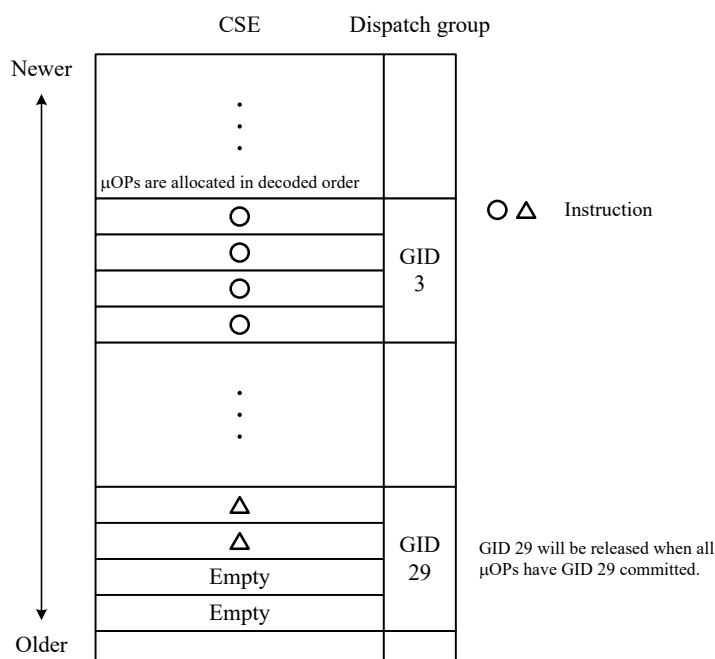 CSE
Dispatch group
Newer
μOPs are allocated in decoded order
Instruction
GID
3
GID
29
GID 29 will be released when all
μOPs have GID 29 committed.
Empty
Empty
Older